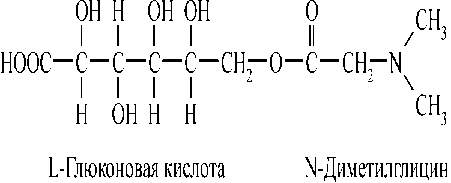 OH H OH OH O CH₃
HOOC–C–C–C–C–CH₂–O–C–CH₂–N
H OH H H CH₃
L-Глюконовая кислота N-Диметилглицин